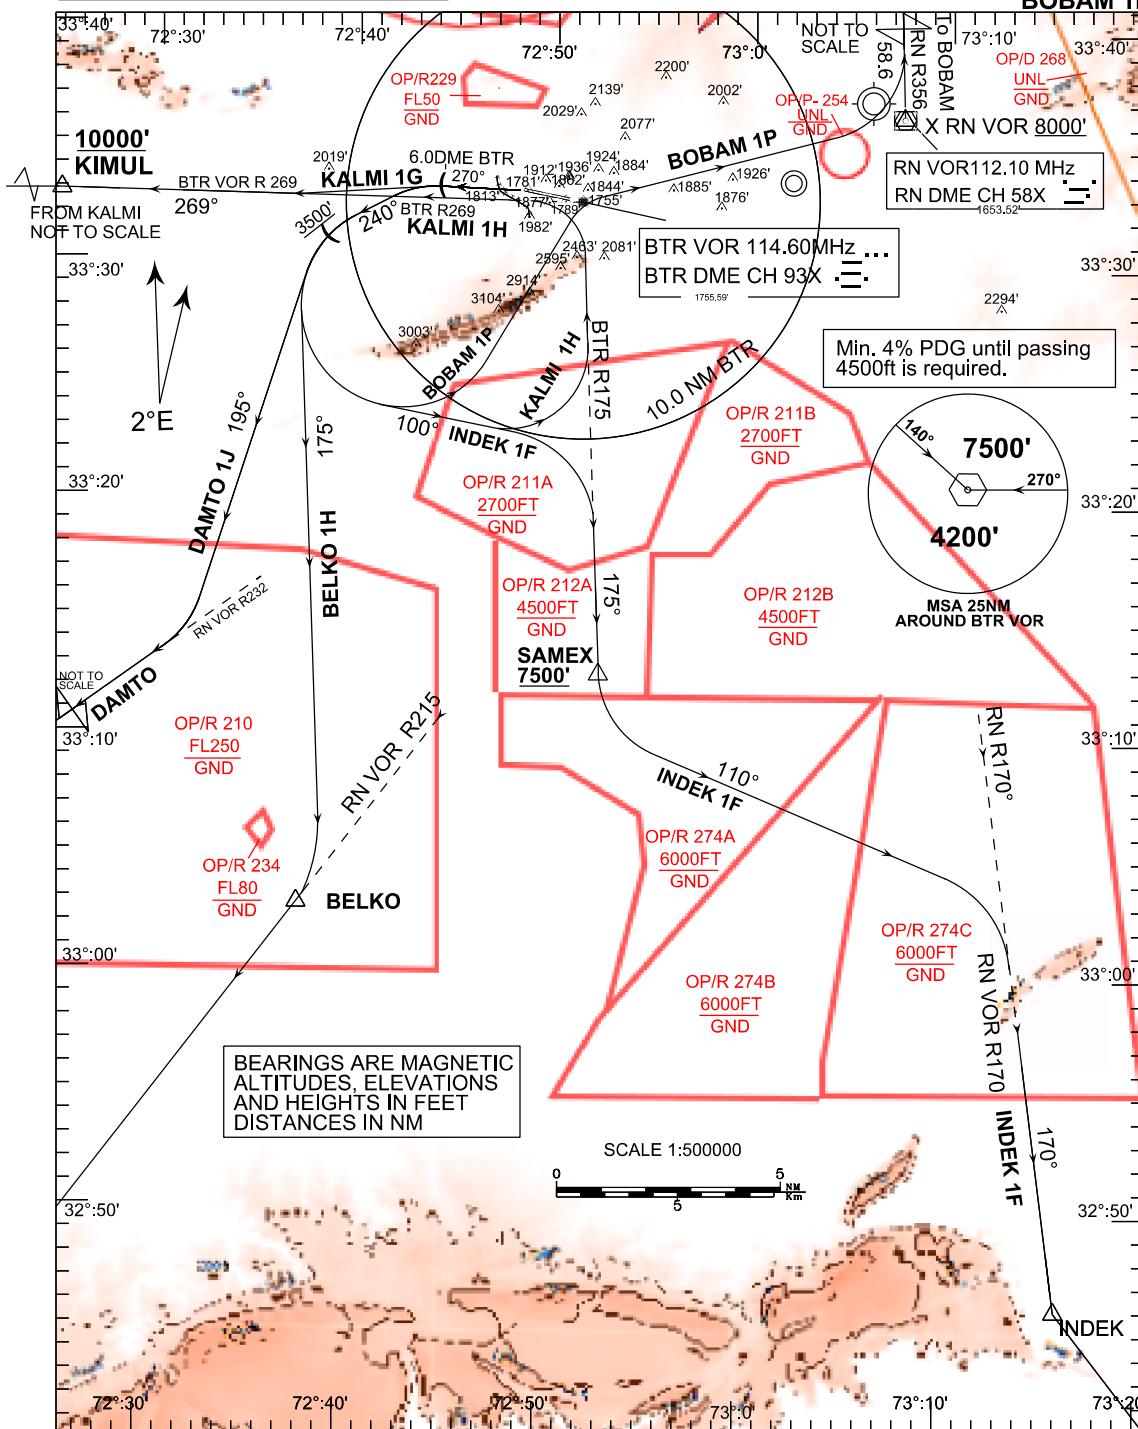 BOBAM 1P
33°:40'
72°:30'
72°:40'
72°:50'
73°:0'
NOT TO
SCALE
73°:10'
33°:40'
58.6
RN R356
To BOBAM
OP/D 268
UNL
GND
OP/R229
FL50
GND
2200'
2139'
2002'
2029'
2077'
OP/P- 254
UNL
GND
X RN VOR 8000'
RN VOR112.10 MHz
RN DME CH 58X
1653.52'
10000'
KIMUL
2019'
6.0DME BTR
BOBAM 1P
1924'
1936'
1912'
1884'
1926'
BTR VOR R 269
KALMI 1G
270°
1781'
1802'
1844'
1885'
1813'
1877'
1789'
1755'
1876'
269°
240°
BTR R269
KALMI 1H
1982'
FROM KALMI
NOT TO SCALE
3500'
2463'
2081'
2595'
BTR VOR 114.60MHz
BTR DME CH 93X
1755.59'
33°:30'
33°:30'
2914'
3104'
3003'
2294'
BOBAM 1P
KALMI 1H
BTR R175
10.0 NM BTR
Min. 4% PDG until passing
4500ft is required.
2°E
195°
175°
100°
INDEK 1F
OP/R 211B
2700FT
GND
140°
7500'
270°
4200'
MSA 25NM
AROUND BTR VOR
33°:20'
33°:20'
OP/R 211A
2700FT
GND
DAMTO 1J
BELKO 1H
RN VOR R232
OP/R 212A
4500FT
GND
175°
OP/R 212B
4500FT
GND
SAMEX
7500'
NOT TO
SCALE
DAMTO
33°:10'
33°:10'
OP/R 210
FL250
GND
RN VOR R215
110°
INDEK 1F
RN R170°
OP/R 234
FL80
GND
OP/R 274A
6000FT
GND
BELKO
OP/R 274C
6000FT
GND
33°:00'
33°:00'
OP/R 274B
6000FT
GND
RN VOR R170
BEARINGS ARE MAGNETIC
ALTITUDES, ELEVATIONS
AND HEIGHTS IN FEET
DISTANCES IN NM
SCALE 1:500000
0
5
NM
Km
5
170°
INDEK 1F
32°:50'
32°:50'
INDEK
72°:30'
72°:40'
72°:50'
73°:0'
73°:10'
73°:20